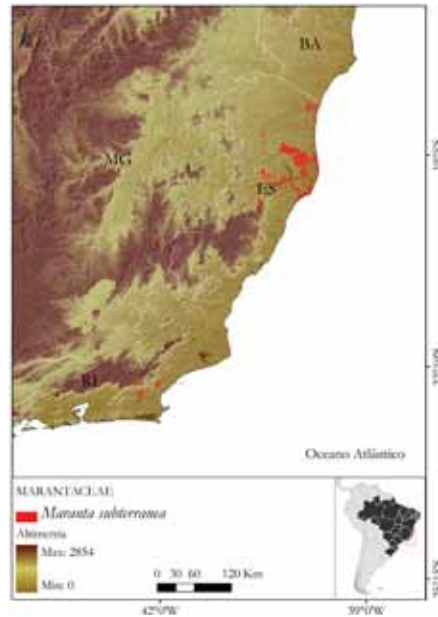 BA
MG
ES
RJ
Oceano Atlântico
MARANTACEAE
Maranta subterranea
Altimetria
Max: 2854
Min: 0
0 30 60 120 Km
42°0'W
39°0'W